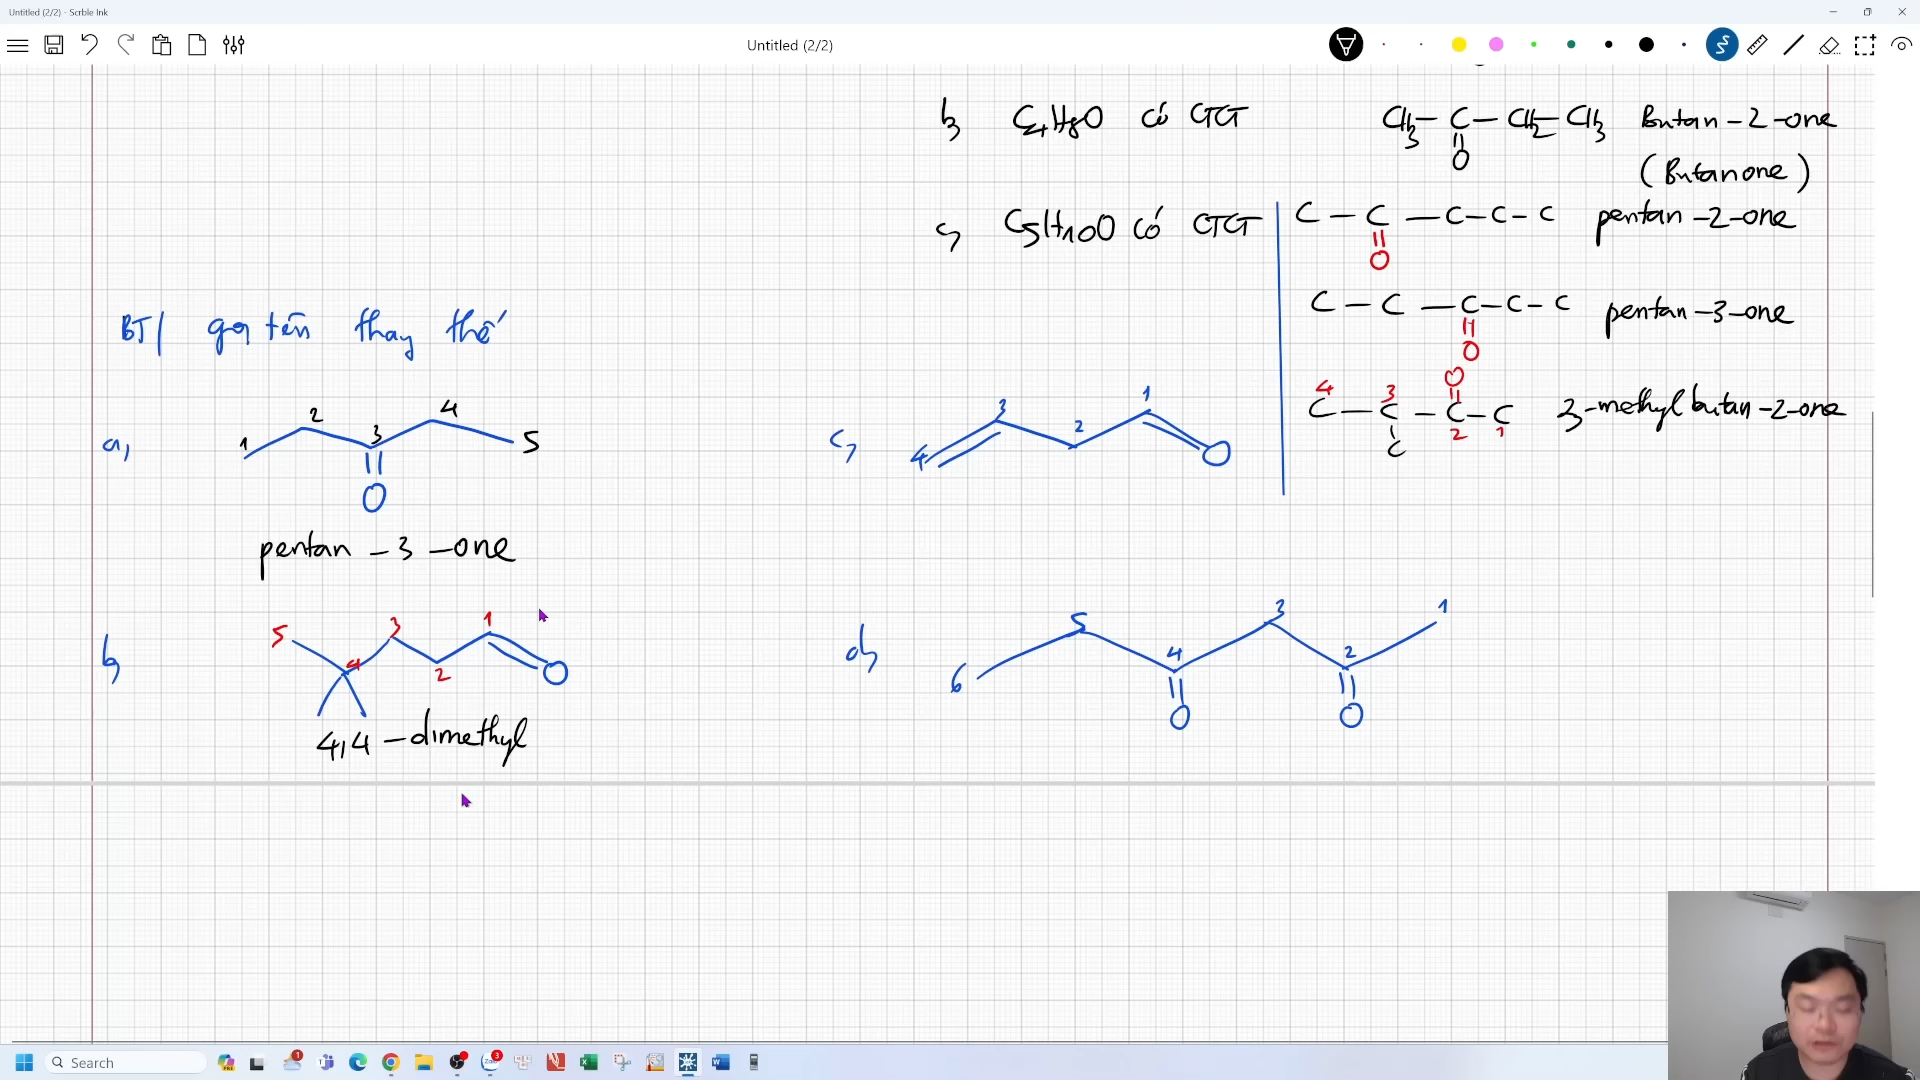 Untitled (2/2) - Scrble Ink
Untitled (2/2)
b, C4H8O có CTCT CH3 – C – CH2 – CH3 Butan – 2 – one
O
(Butanone)
c, C5H10O có CTCT C – C – C – C – C pentan – 2 – one
O
C – C – C – C – C pentan – 3 – one
O
O
4 3
C – C – C – C 3 – methyl butan – 2 – one
2 1
C
BT/ gọi tên thay thế
a, 1 2 3 4 5
O
pentan – 3 – one
c, 4 3 2 1 O
b, 5 4 3 2 1 O
4,4 – dimethyl
d, 6 5 4 3 2 1
O O
Search